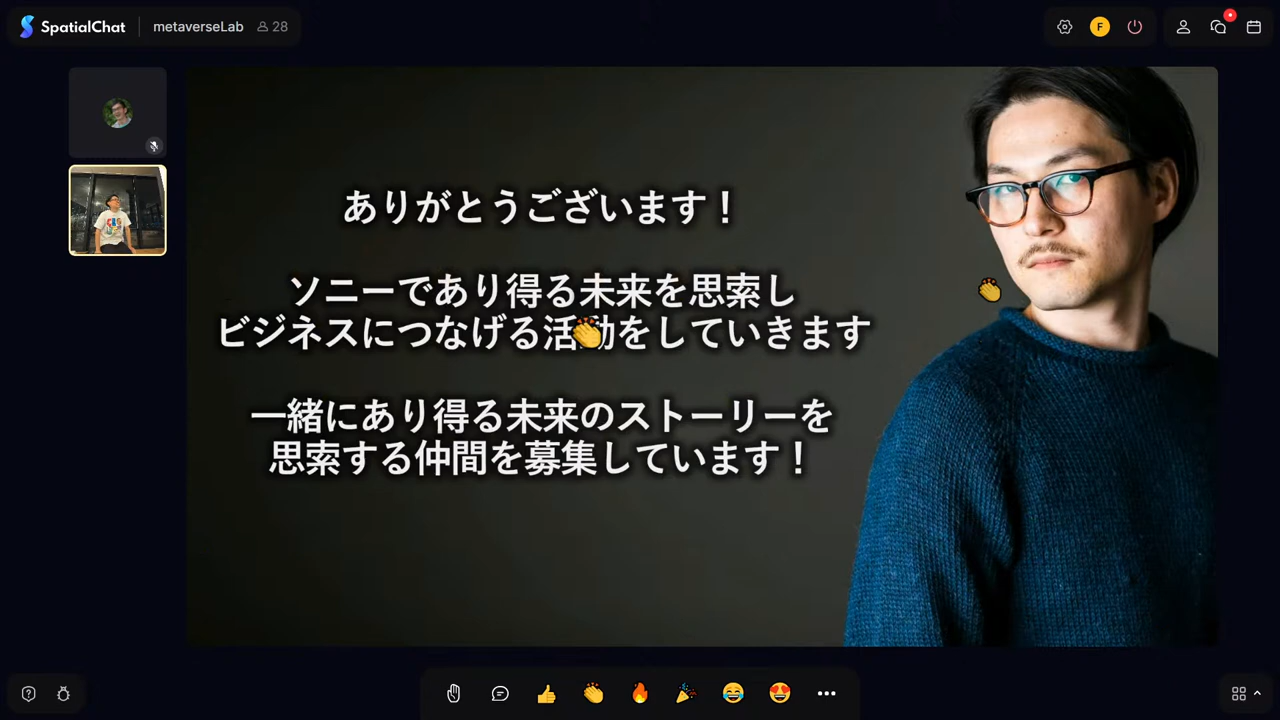 SpatialChat
metaverseLab
28
F
ありがとうございます！
ソニーであり得る未来を思索し
ビジネスにつなげる活動をしていきます
一緒にあり得る未来のストーリーを
思索する仲間を募集しています！